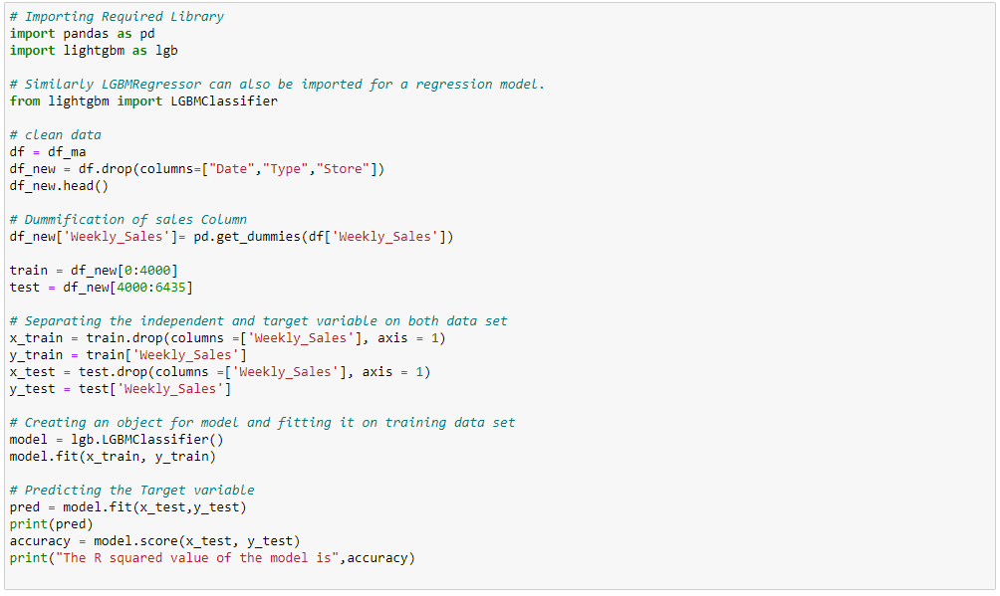 # Importing Required Library
import pandas as pd
import lightgbm as lgb
# Similarly LGBMRegressor can also be imported for a regression model.
from lightgbm import LGBMClassifier
# clean data
df = df_ma
df_new = df.drop(columns=["Date","Type","Store"])
df_new.head()
# Dummification of sales Column
df_new['Weekly_Sales']= pd.get_dummies(df['Weekly_Sales'])
train = df_new[0:4000]
test = df_new[4000:6435]
# Separating the independent and target variable on both data set
x_train = train.drop(columns =['Weekly_Sales'], axis = 1)
y_train = train['Weekly_Sales']
x_test = test.drop(columns =['Weekly_Sales'], axis = 1)
y_test = test['Weekly_Sales']
# Creating an object for model and fitting it on training data set
model = lgb.LGBMClassifier()
model.fit(x_train, y_train)
# Predicting the Target variable
pred = model.fit(x_test,y_test)
print(pred)
accuracy = model.score(x_test, y_test)
print("The R squared value of the model is",accuracy)